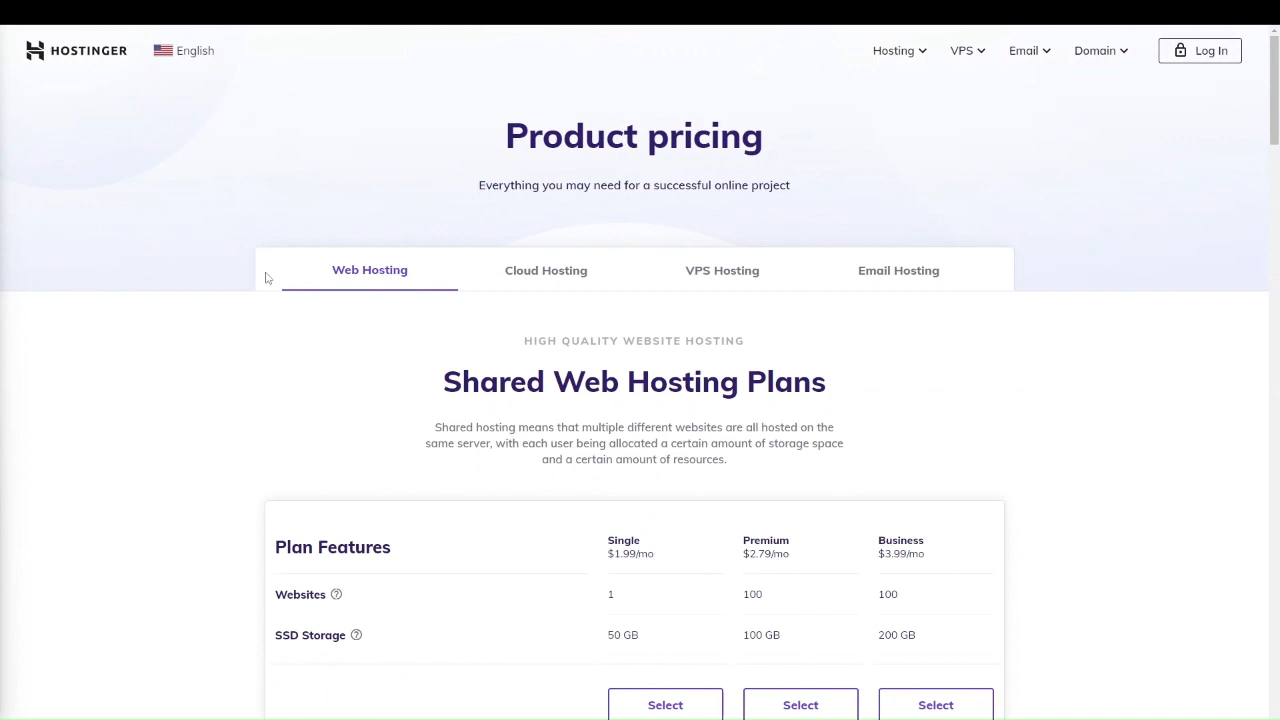 HOSTINGER English Hosting VPS Email Domain Log In
Product pricing
Everything you may need for a successful online project
Web Hosting Cloud Hosting VPS Hosting Email Hosting
HIGH QUALITY WEBSITE HOSTING
Shared Web Hosting Plans
Shared hosting means that multiple different websites are all hosted on the
same server, with each user being allocated a certain amount of storage space
and a certain amount of resources.
Plan Features
Single Premium Business
$1.99/mo $2.79/mo $3.99/mo
Websites 1 100 100
SSD Storage 50 GB 100 GB 200 GB
Select Select Select